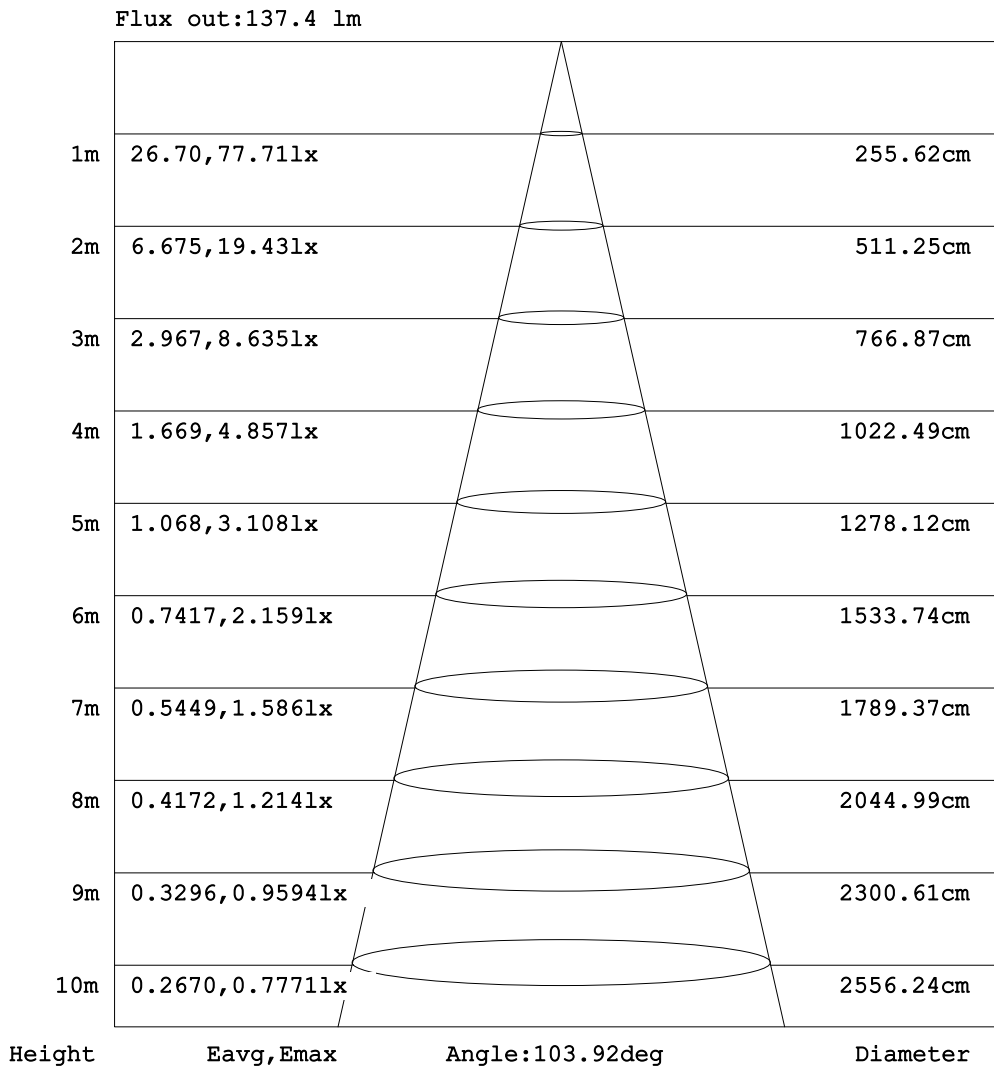 Flux out:137.4 lm
1m 26.70,77.71lx 255.62cm
2m 6.675,19.43lx 511.25cm
3m 2.967,8.635lx 766.87cm
4m 1.669,4.857lx 1022.49cm
5m 1.068,3.108lx 1278.12cm
6m 0.7417,2.159lx 1533.74cm
7m 0.5449,1.586lx 1789.37cm
8m 0.4172,1.214lx 2044.99cm
9m 0.3296,0.9594lx 2300.61cm
10m 0.2670,0.7771lx 2556.24cm
Height Eavg,Emax Angle:103.92deg Diameter